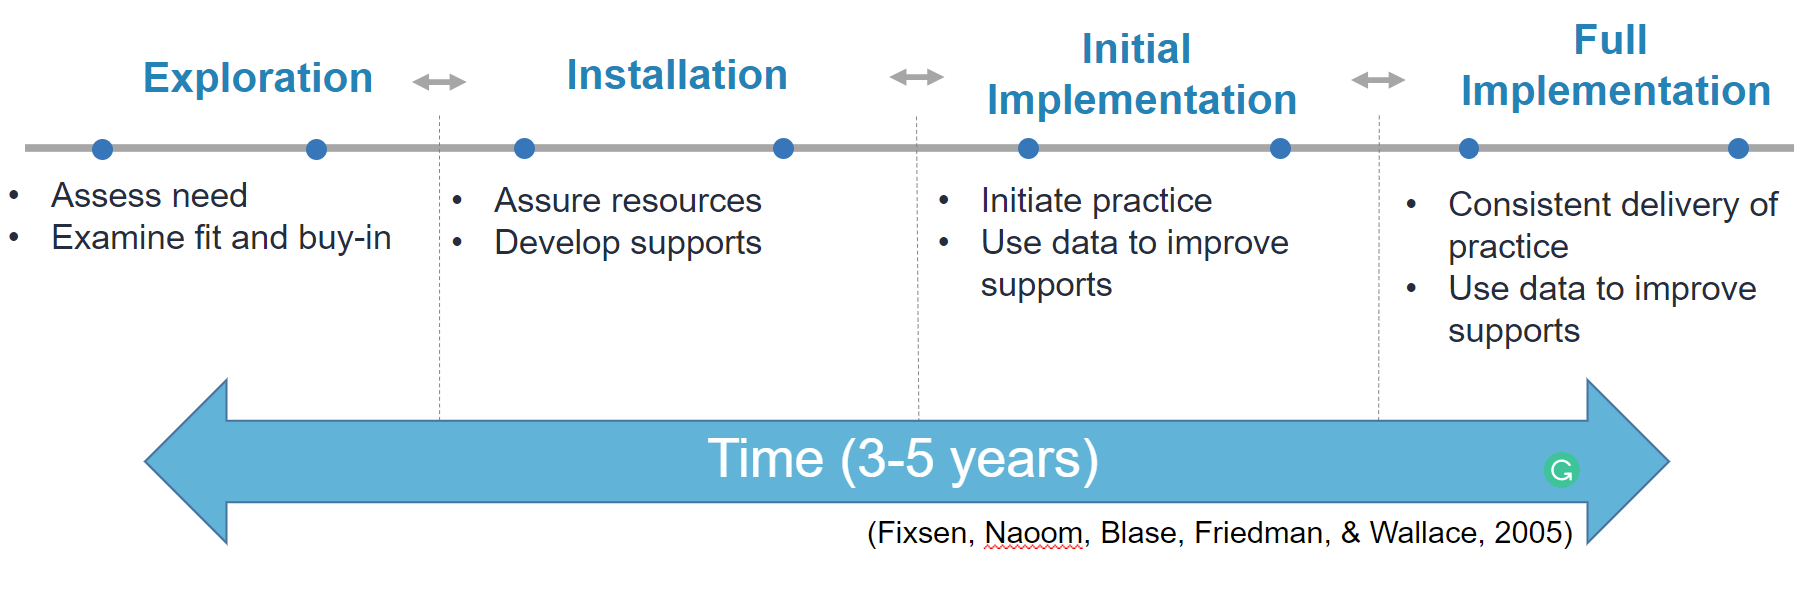 Exploration
Installation
Initial
Implementation
Full
Implementation
• Assess need
• Examine fit and buy-in
• Assure resources
• Develop supports
• Initiate practice
• Use data to improve
supports
• Consistent delivery of
practice
• Use data to improve
supports
Time (3-5 years)
(Fixsen, Naoom, Blase, Friedman, & Wallace, 2005)